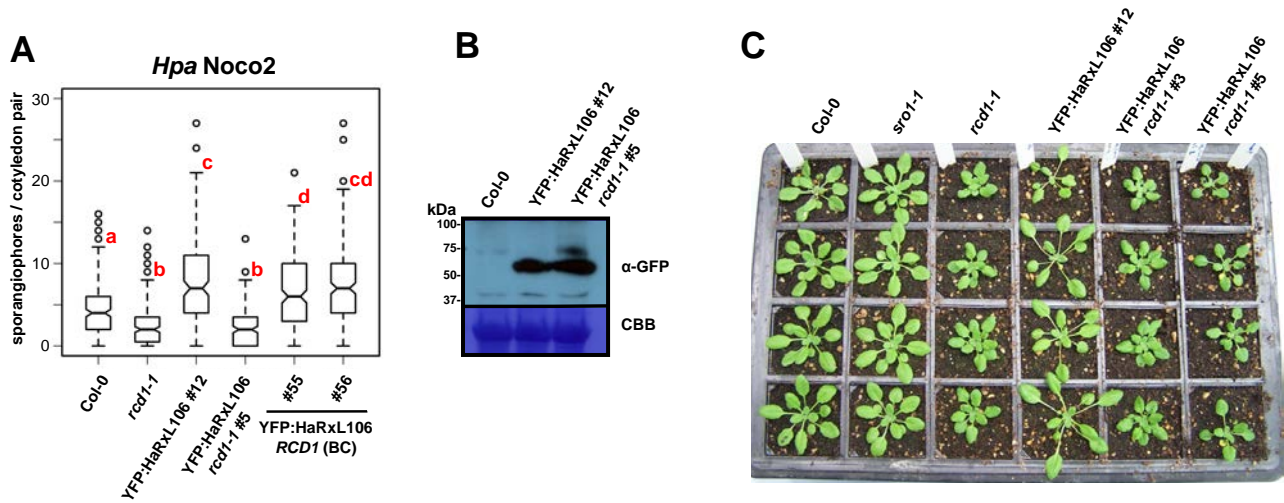 A
Hpa Noco2
sporangiophores / cotyledon pair
30
20
10
0
a
b
c
b
d
cd
Col-0
rcd1-1
YFP:HaRxL106 #12
YFP:HaRxL106
rcd1-1 #5
#55
#56
YFP:HaRxL106
RCD1 (BC)
B
Col-0
YFP:HaRxL106 #12
YFP:HaRxL106
rcd1-1 #5
kDa
100-
75-
50-
37-
α-GFP
CBB
C
Col-0
sro1-1
rcd1-1
YFP:HaRxL106 #12
YFP:HaRxL106
rcd1-1 #3
YFP:HaRxL106
rcd1-1 #5